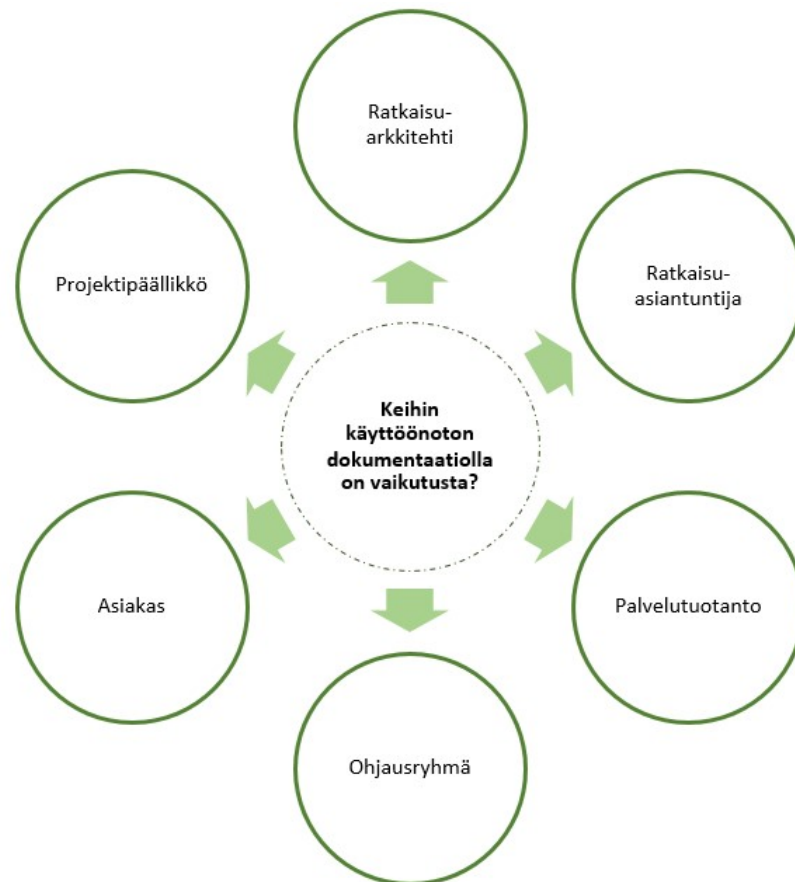 Ratkaisu-
arkkitehti
Projektipäällikkö
Ratkaisu-
asiantuntija
Keihin
käyttöönoton
dokumentaatiolla
on vaikutusta?
Asiakas
Palvelutuotanto
Ohjausryhmä